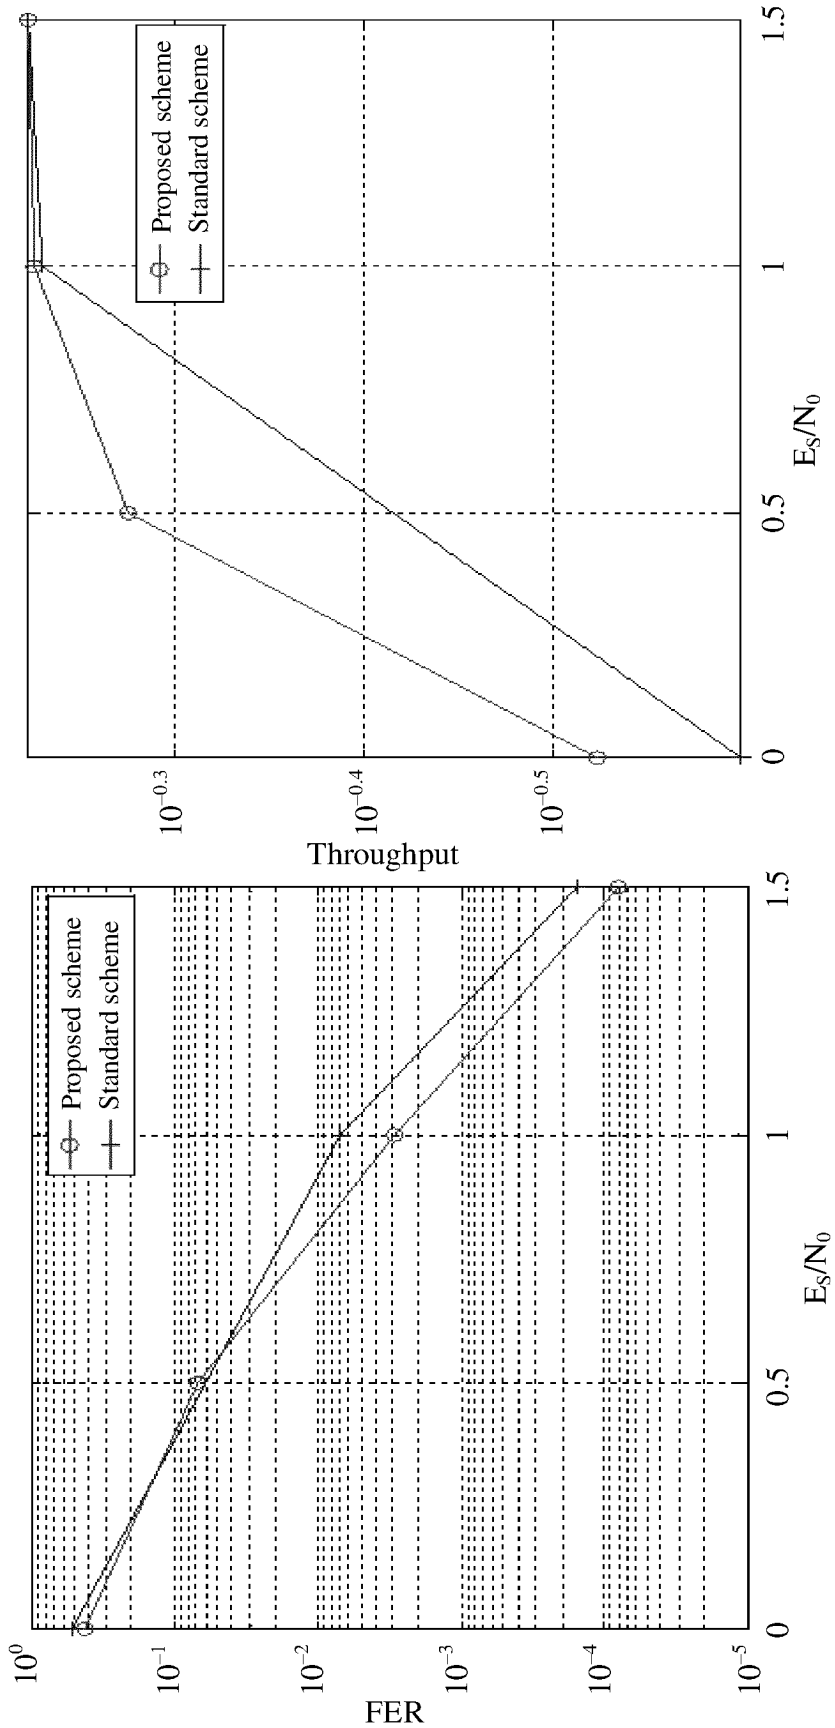 FER
10⁰
10⁻¹
10⁻²
10⁻³
10⁻⁴
10⁻⁵
Proposed scheme
Standard scheme
0
0.5
1
1.5
E_S/N_0
Throughput
10⁻⁰·³
10⁻⁰·⁴
10⁻⁰·⁵
Proposed scheme
Standard scheme
0
0.5
1
1.5
E_S/N_0